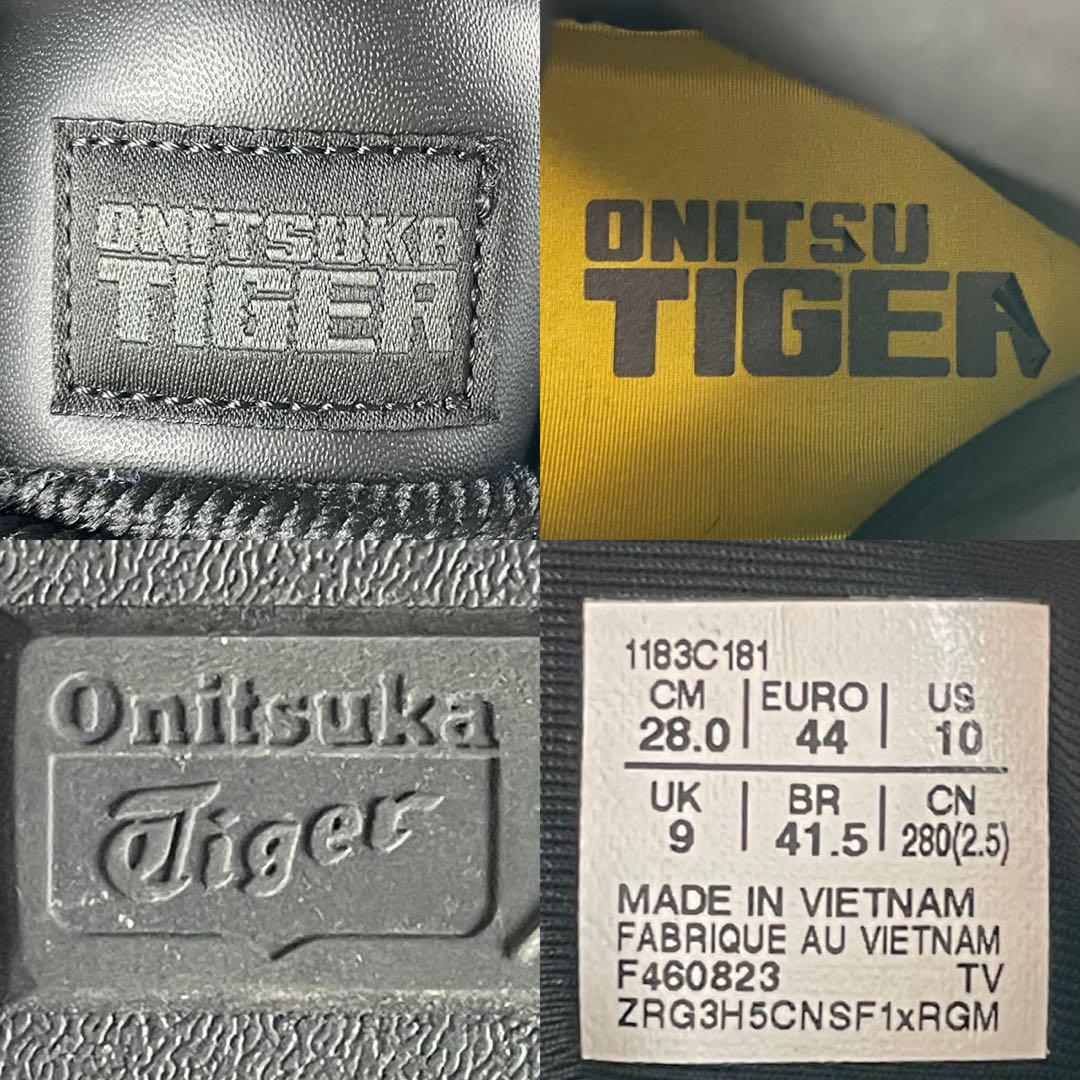 ONITSUKA
TIGER
ONITSU
TIGER
Onitsuka
Tiger
1183C181
CM | EURO | US
28.0 | 44 | 10
UK | BR | CN
9 | 41.5 | 280(2.5)
MADE IN VIETNAM
FABRIQUE AU VIETNAM
F460823 TV
ZRG3H5CNSF1xRGM